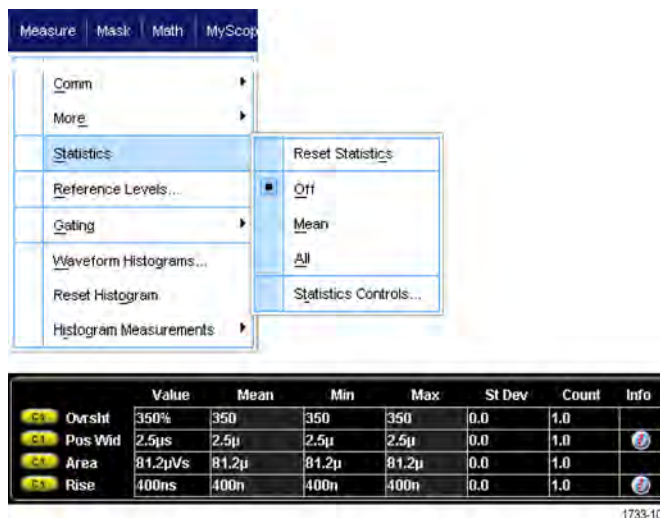 Measure Mask Math MyScop
Comm
More
Statistics
Reference Levels...
Gating
Waveform Histograms...
Reset Histogram
Histogram Measurements
Reset Statistics
Off
Mean
All
Statistics Controls...
Value Mean Min Max St Dev Count Info
C1 Ovrsht 350% 350 350 350 0.0 1.0
C1 Pos Wid 2.5µs 2.5µ 2.5µ 2.5µ 0.0 1.0
C1 Area 81.2µVs 81.2µ 81.2µ 81.2µ 0.0 1.0
C1 Rise 400ns 400n 400n 400n 0.0 1.0